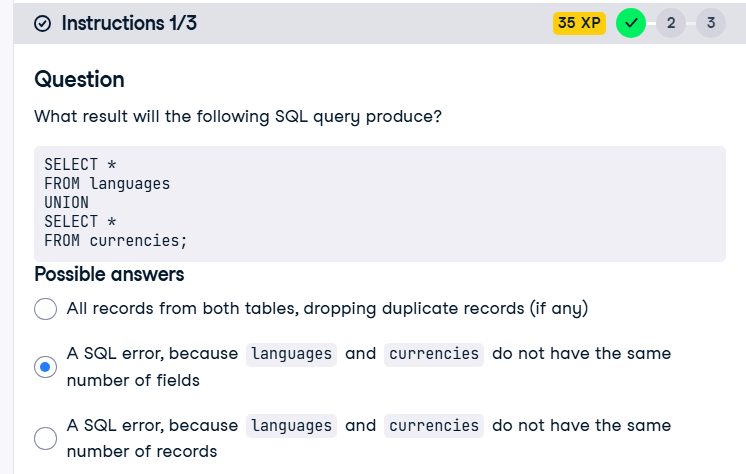 Instructions 1/3
35 XP
2
3
Question
What result will the following SQL query produce?
SELECT *
FROM languages
UNION
SELECT *
FROM currencies;
Possible answers
All records from both tables, dropping duplicate records (if any)
A SQL error, because languages and currencies do not have the same
number of fields
A SQL error, because languages and currencies do not have the same
number of records